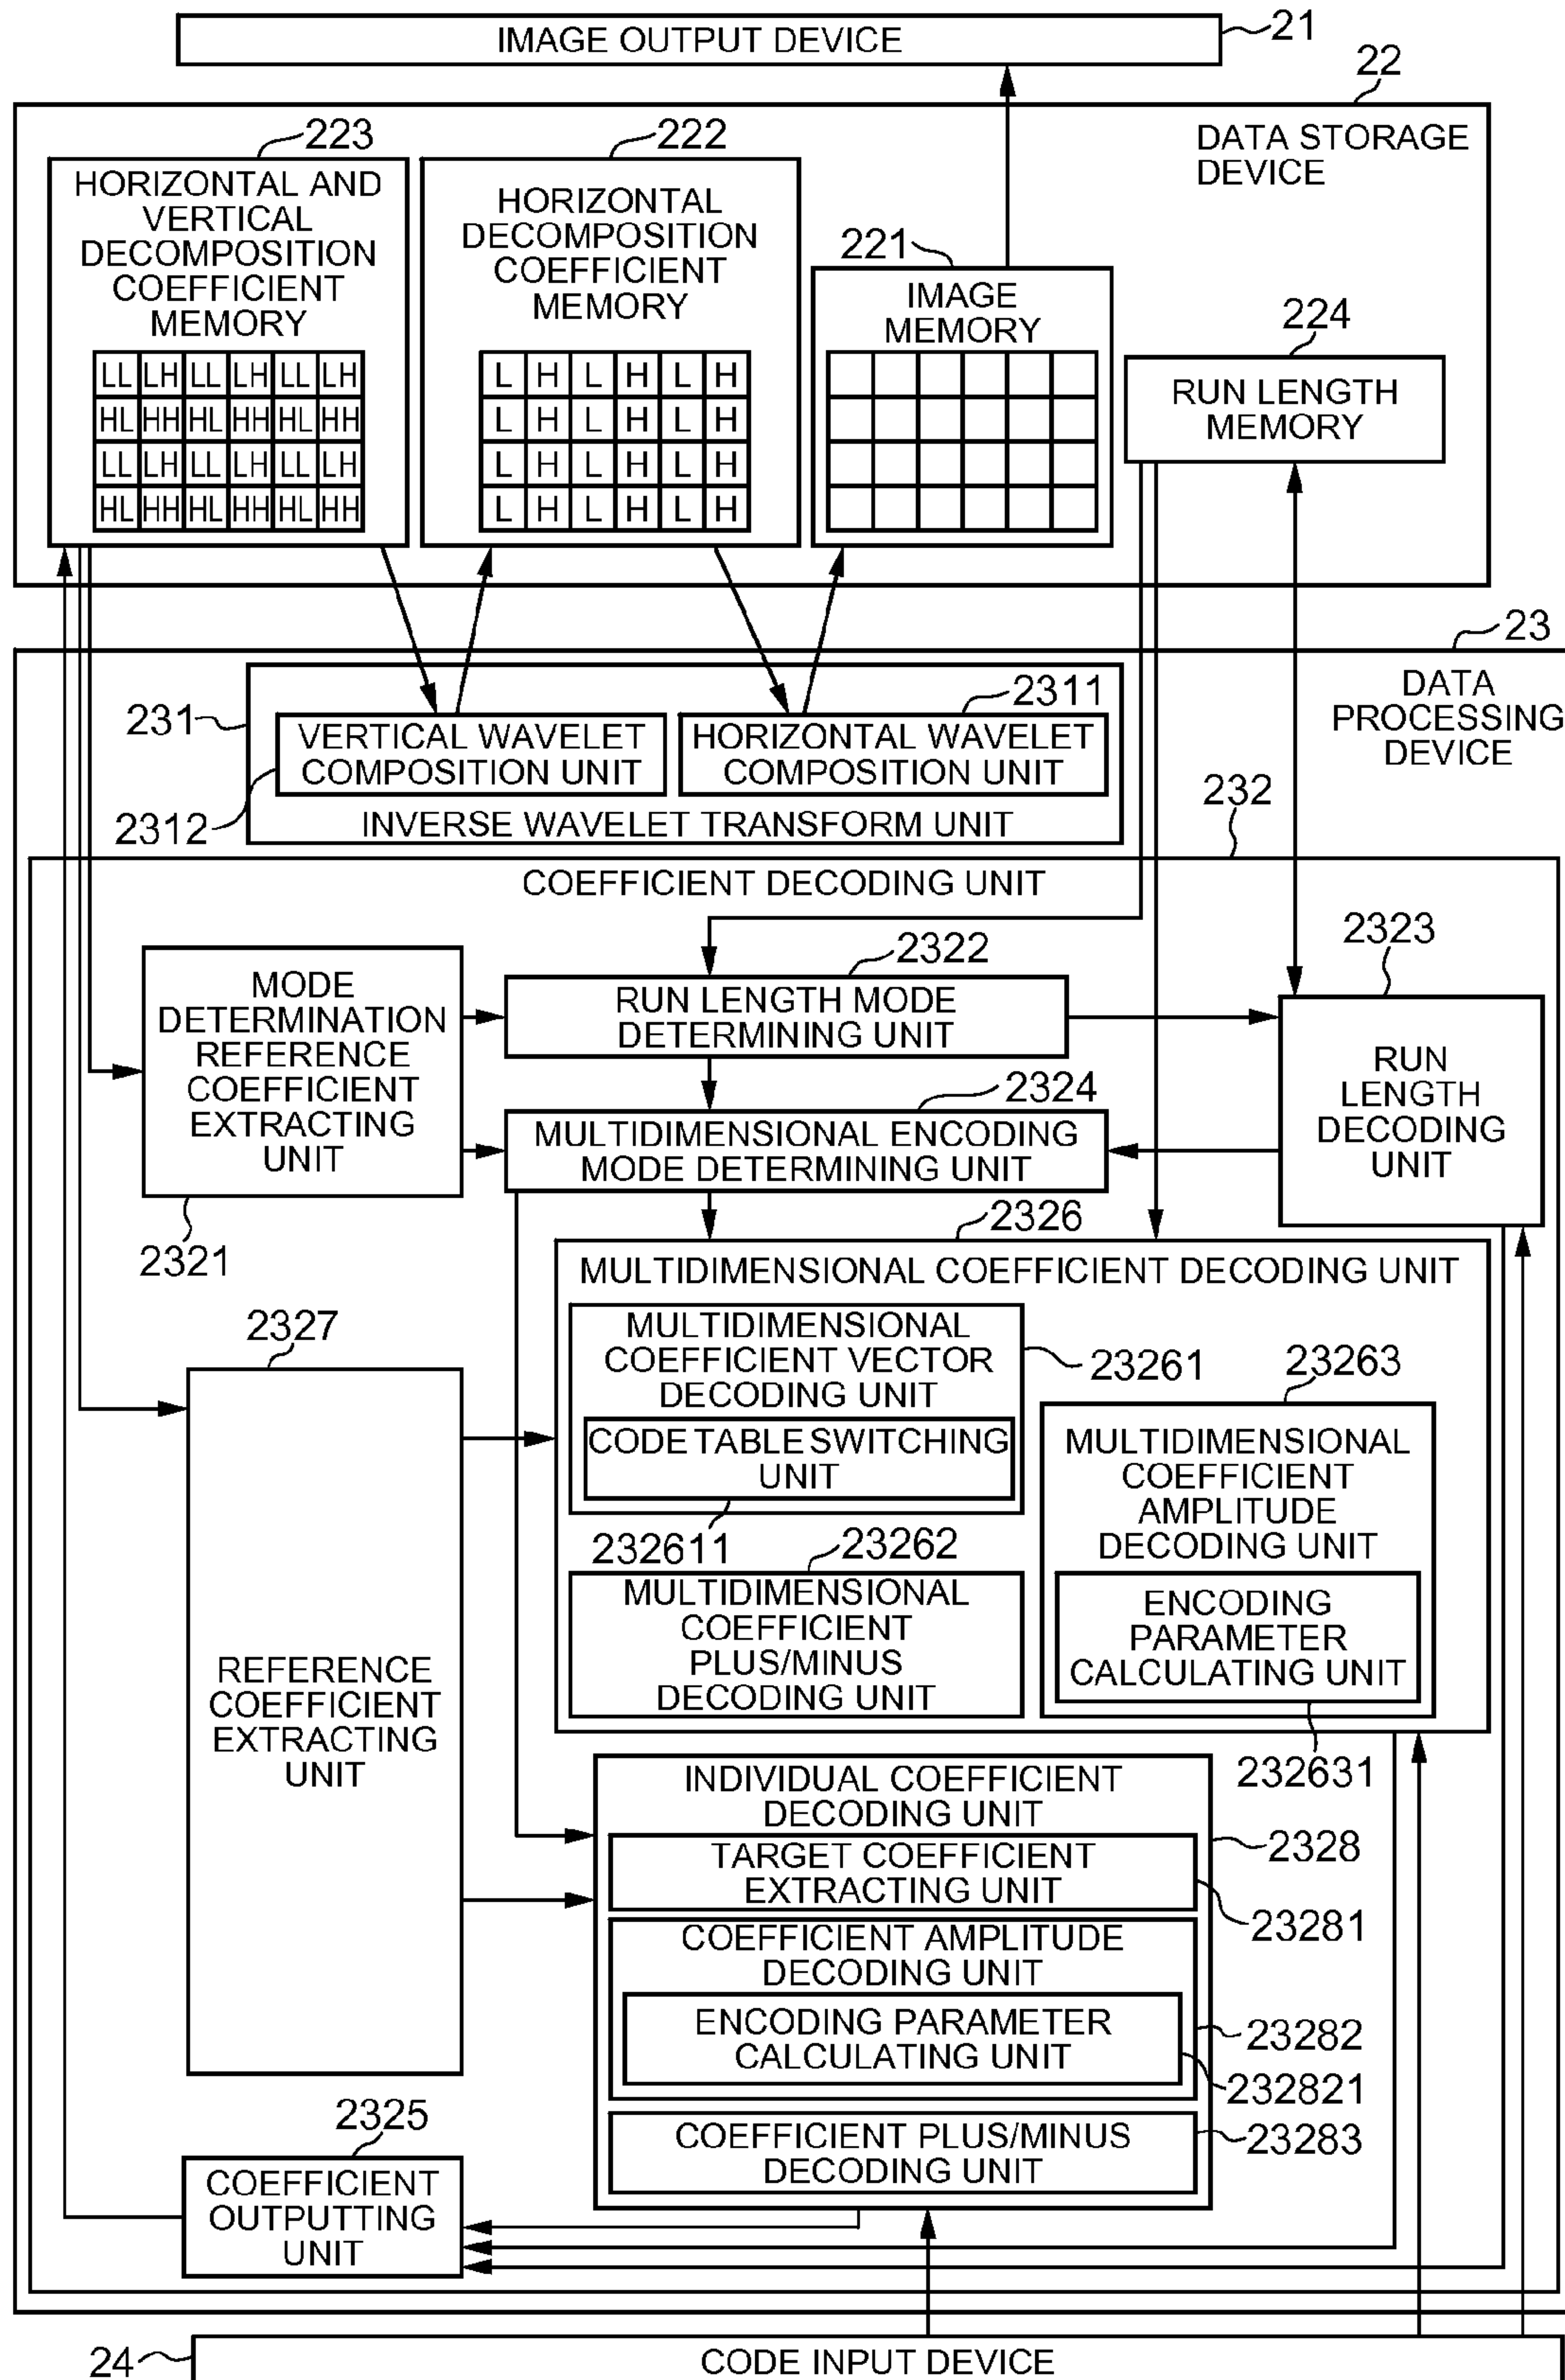 IMAGE OUTPUT DEVICE
21
22
DATA STORAGE
DEVICE
223
HORIZONTAL AND
VERTICAL
DECOMPOSITION
COEFFICIENT
MEMORY
LL LH LL LH LL LH
HL HH HL HH HL HH
LL LH LL LH LL LH
HL HH HL HH HL HH
222
HORIZONTAL
DECOMPOSITION
COEFFICIENT
MEMORY
L H L H L H
L H L H L H
L H L H L H
L H L H L H
221
IMAGE
MEMORY
224
RUN LENGTH
MEMORY
23
DATA
PROCESSING
DEVICE
231
2312
VERTICAL WAVELET
COMPOSITION UNIT
2311
HORIZONTAL WAVELET
COMPOSITION UNIT
INVERSE WAVELET TRANSFORM UNIT
232
COEFFICIENT DECODING UNIT
MODE
DETERMINATION
REFERENCE
COEFFICIENT
EXTRACTING
UNIT
2321
2322
RUN LENGTH MODE
DETERMINING UNIT
2323
RUN
LENGTH
DECODING
UNIT
2324
MULTIDIMENSIONAL ENCODING
MODE DETERMINING UNIT
2326
MULTIDIMENSIONAL COEFFICIENT DECODING UNIT
MULTIDIMENSIONAL
COEFFICIENT VECTOR
DECODING UNIT
23261
CODE TABLE SWITCHING
UNIT
232611
23262
MULTIDIMENSIONAL
COEFFICIENT
PLUS/MINUS
DECODING UNIT
23263
MULTIDIMENSIONAL
COEFFICIENT
AMPLITUDE
DECODING UNIT
ENCODING
PARAMETER
CALCULATING UNIT
232631
2327
REFERENCE
COEFFICIENT
EXTRACTING
UNIT
INDIVIDUAL COEFFICIENT
DECODING UNIT
2328
TARGET COEFFICIENT
EXTRACTING UNIT
23281
COEFFICIENT AMPLITUDE
DECODING UNIT
23282
ENCODING PARAMETER
CALCULATING UNIT
232821
COEFFICIENT PLUS/MINUS
DECODING UNIT
23283
2325
COEFFICIENT
OUTPUTTING
UNIT
24
CODE INPUT DEVICE